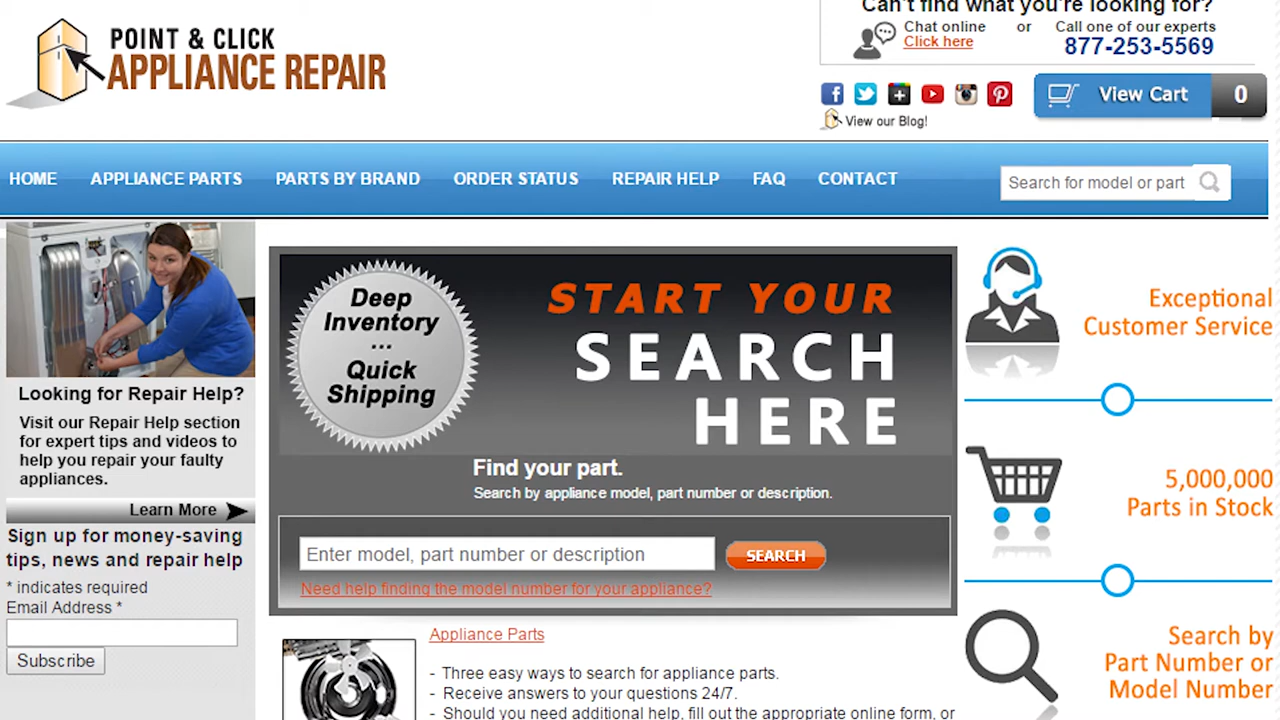 Can't find what you're looking for?
Chat online or Call one of our experts
Click here 877-253-5569
POINT & CLICK
APPLIANCE REPAIR
View Cart 0
View our Blog!
HOME APPLIANCE PARTS PARTS BY BRAND ORDER STATUS REPAIR HELP FAQ CONTACT
Search for model or part
Looking for Repair Help?
Visit our Repair Help section
for expert tips and videos to
help you repair your faulty
appliances.
Learn More
Sign up for money-saving
tips, news and repair help
* indicates required
Email Address *
Subscribe
Deep
Inventory
...
Quick
Shipping
START YOUR
SEARCH
HERE
Find your part.
Search by appliance model, part number or description.
Enter model, part number or description
SEARCH
Need help finding the model number for your appliance?
Appliance Parts
- Three easy ways to search for appliance parts.
- Receive answers to your questions 24/7.
- Should you need additional help, fill out the appropriate online form, or
Exceptional
Customer Service
5,000,000
Parts in Stock
Search by
Part Number or
Model Number